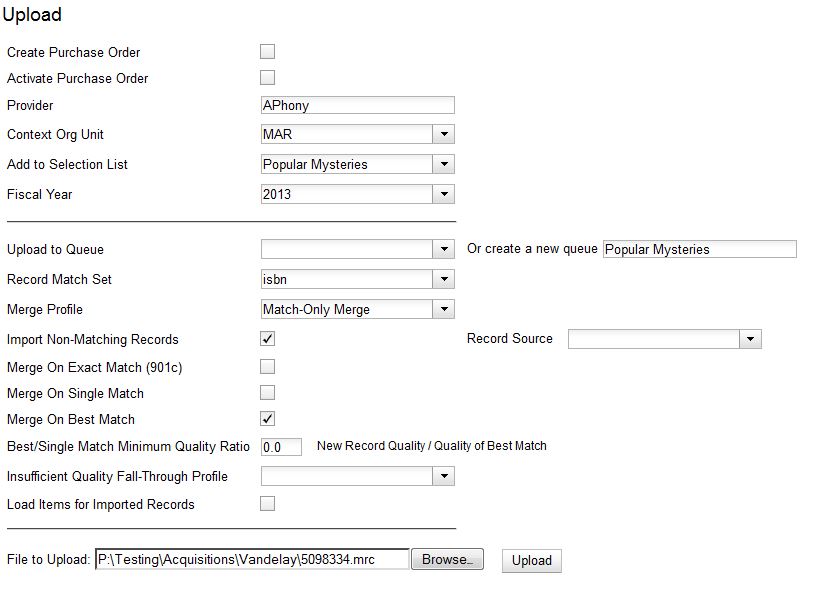 Upload
Create Purchase Order
Activate Purchase Order
Provider APhony
Context Org Unit MAR
Add to Selection List Popular Mysteries
Fiscal Year 2013
Upload to Queue Or create a new queue Popular Mysteries
Record Match Set isbn
Merge Profile Match-Only Merge
Import Non-Matching Records Record Source
Merge On Exact Match (901c)
Merge On Single Match
Merge On Best Match
Best/Single Match Minimum Quality Ratio 0.0 New Record Quality / Quality of Best Match
Insufficient Quality Fall-Through Profile
Load Items for Imported Records
File to Upload: P:\Testing\Acquisitions\Vandelay\5098334.mrc Browse... Upload